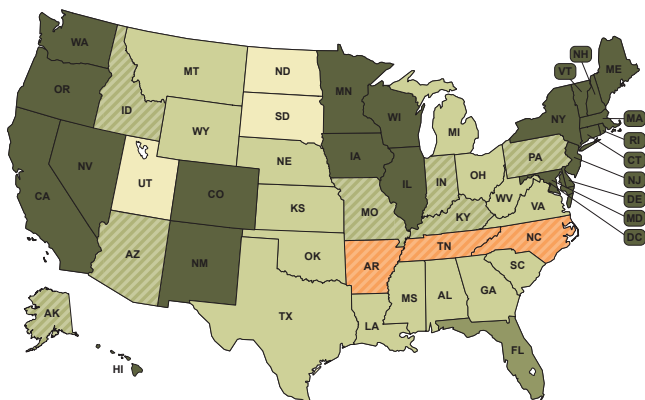 WA
NH
ME
VT
MT
ND
OR
MN
ID
SD
WI
NY
MA
WY
MI
RI
IA
PA
CT
NE
NV
OH
IN
IL
NJ
UT
CO
WV
CA
DE
VA
KS
MO
KY
MD
DC
NC
TN
AZ
OK
NM
AR
SC
MS
AL
GA
AK
TX
LA
FL
HI